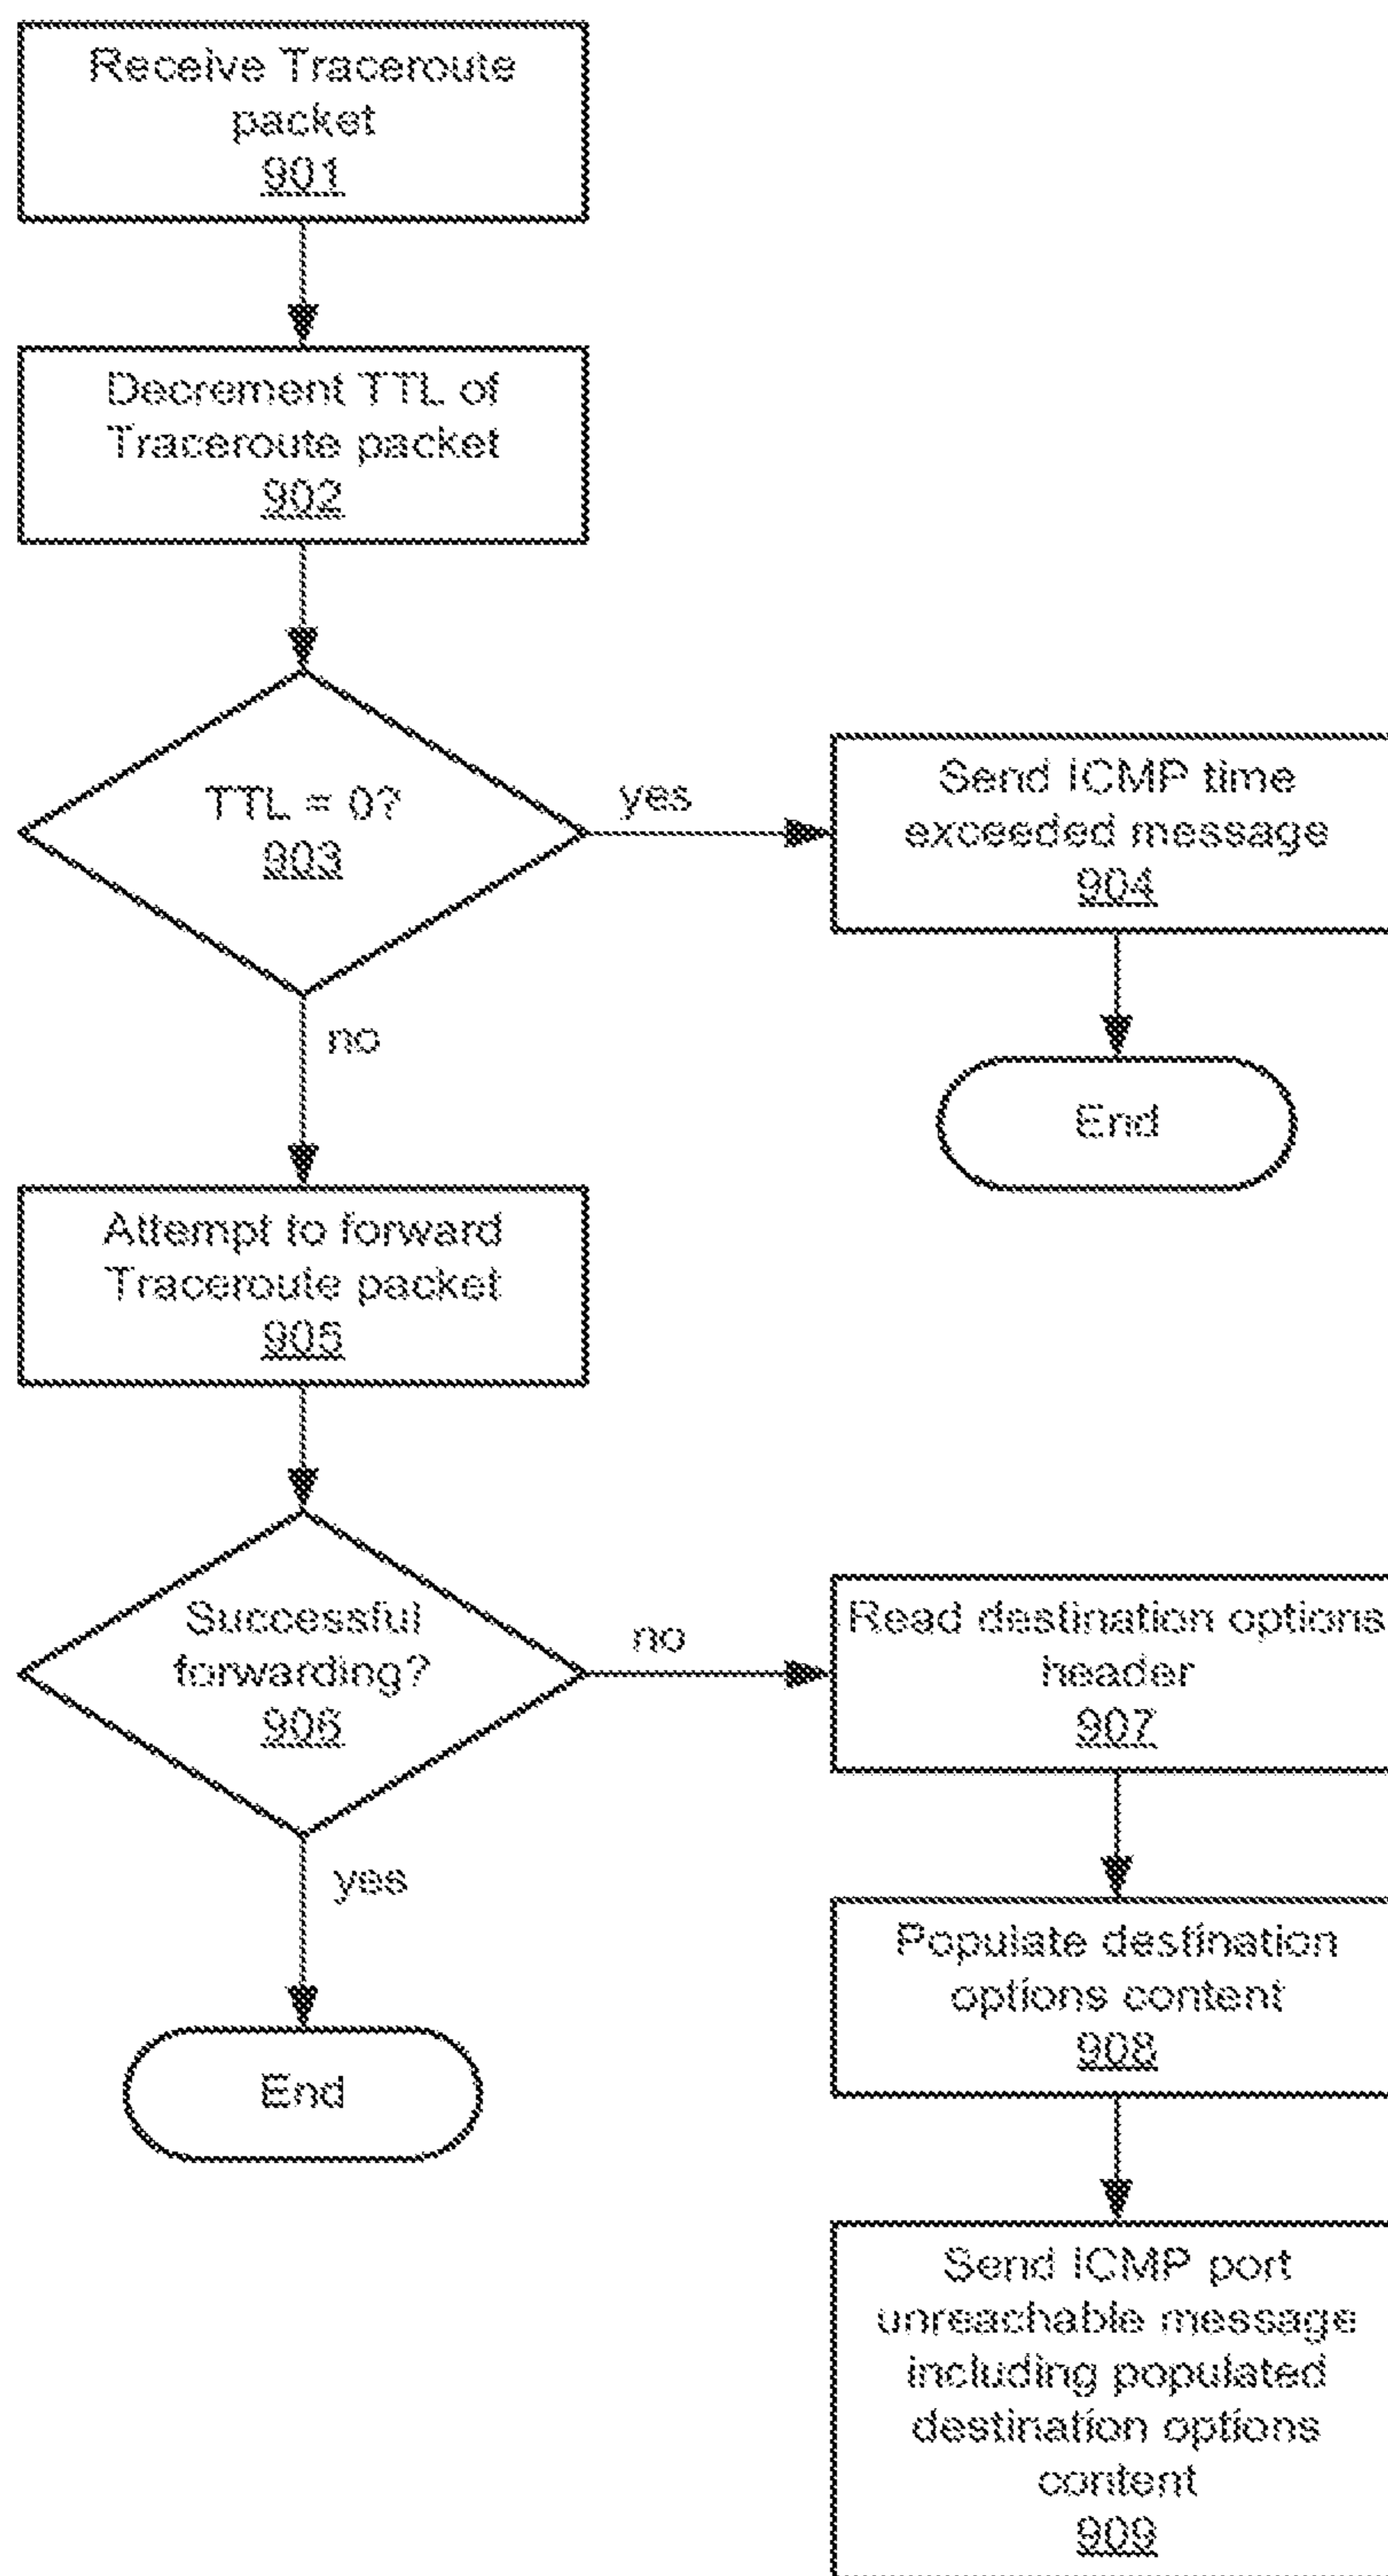 Receive Traceroute
packet
901
Decrement TTL of
Traceroute packet
902
TTL = 0?
903
yes
Send ICMP time
exceeded message
904
End
no
Attempt to forward
Traceroute packet
905
Successful
forwarding?
906
no
Read destination options
header
907
yes
End
Populate destination
options content
908
Send ICMP port
unreachable message
including populated
destination options
content
909